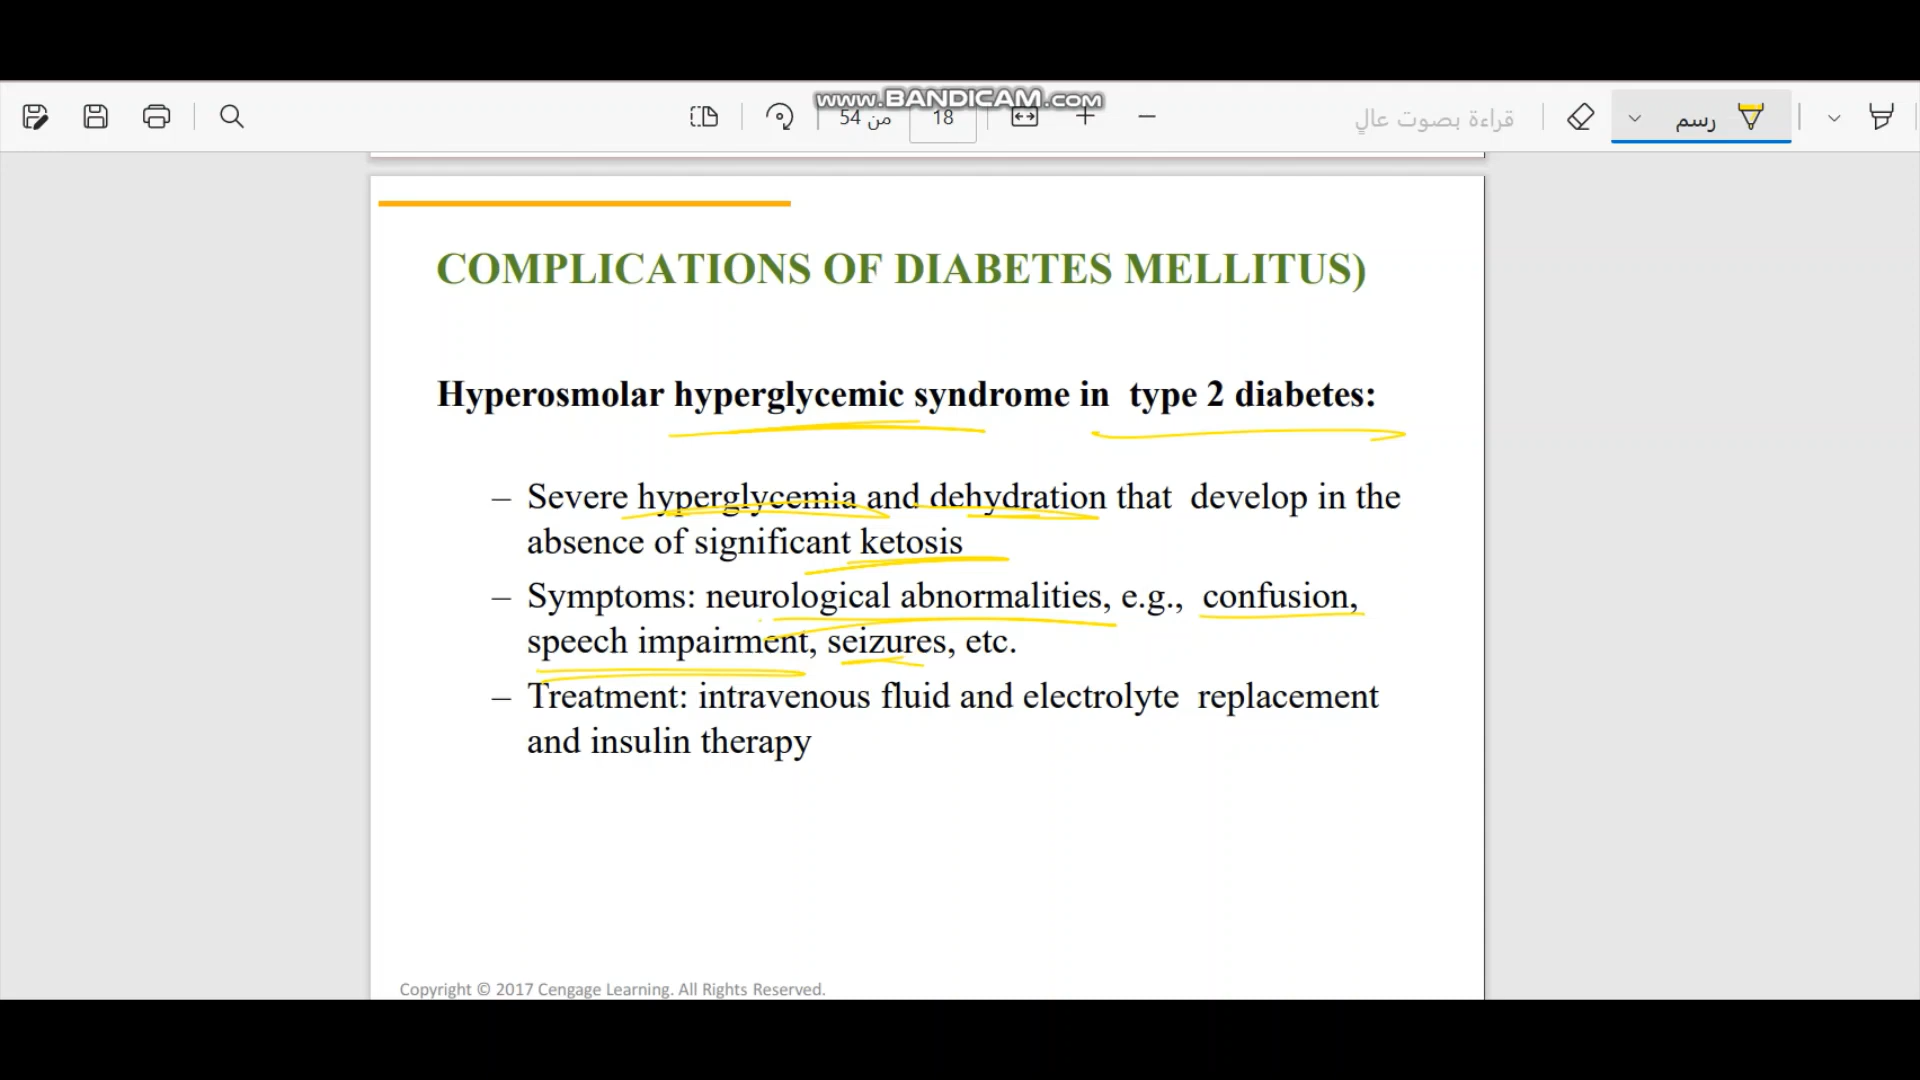 www.BANDICAM.com
من 54
18
قراءة بصوت عالٍ
رسم
COMPLICATIONS OF DIABETES MELLITUS)
Hyperosmolar hyperglycemic syndrome in type 2 diabetes:
– Severe hyperglycemia and dehydration that develop in the
absence of significant ketosis
– Symptoms: neurological abnormalities, e.g., confusion,
speech impairment, seizures, etc.
– Treatment: intravenous fluid and electrolyte replacement
and insulin therapy
Copyright © 2017 Cengage Learning. All Rights Reserved.